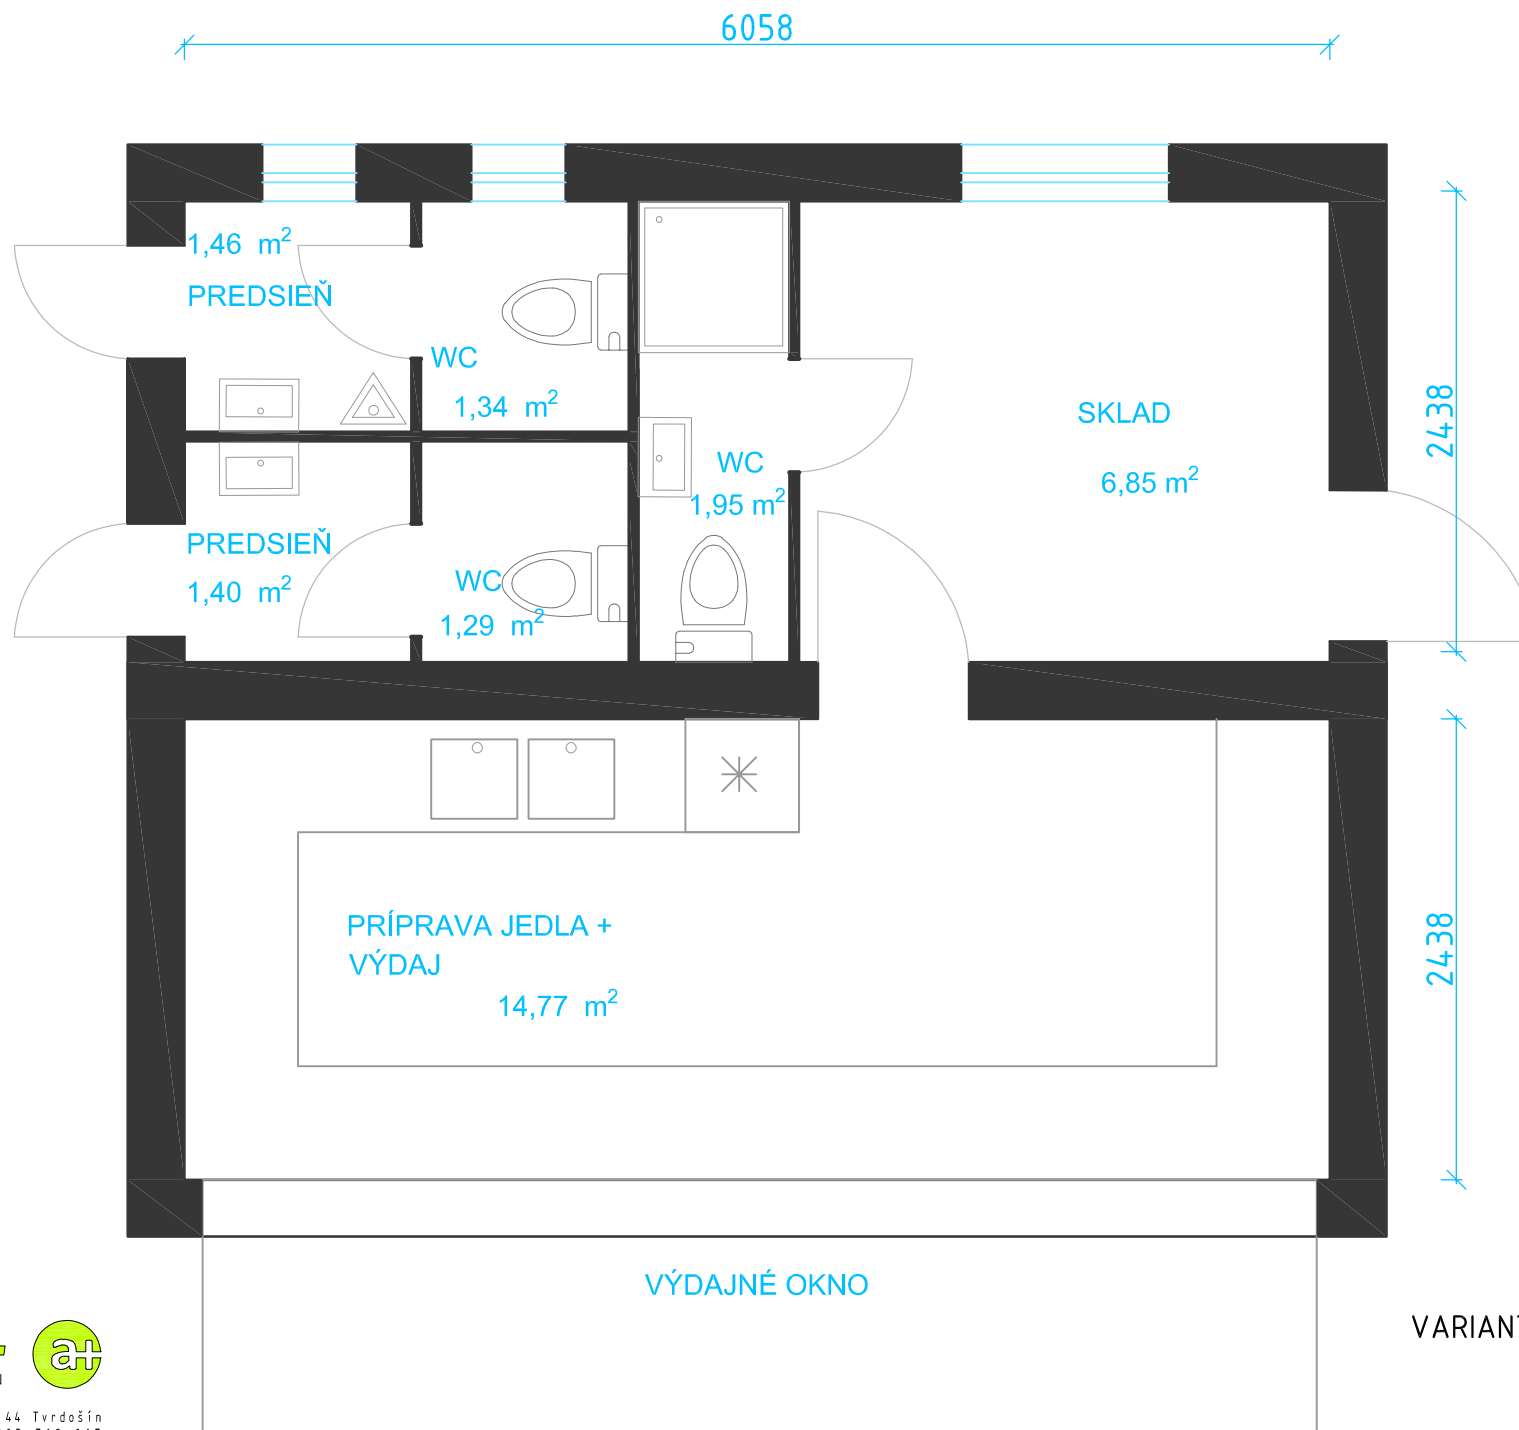 6058
1,46 m²
PREDSIEŇ
WC
1,34 m²
SKLAD
6,85 m²
2438
WC
1,95 m²
PREDSIEŇ
1,40 m²
WC
1,29 m²
PRÍPRAVA JEDLA +
VÝDAJ
14,77 m²
2438
VÝDAJNÉ OKNO
VARIANT
a+
44 Tvrdošín